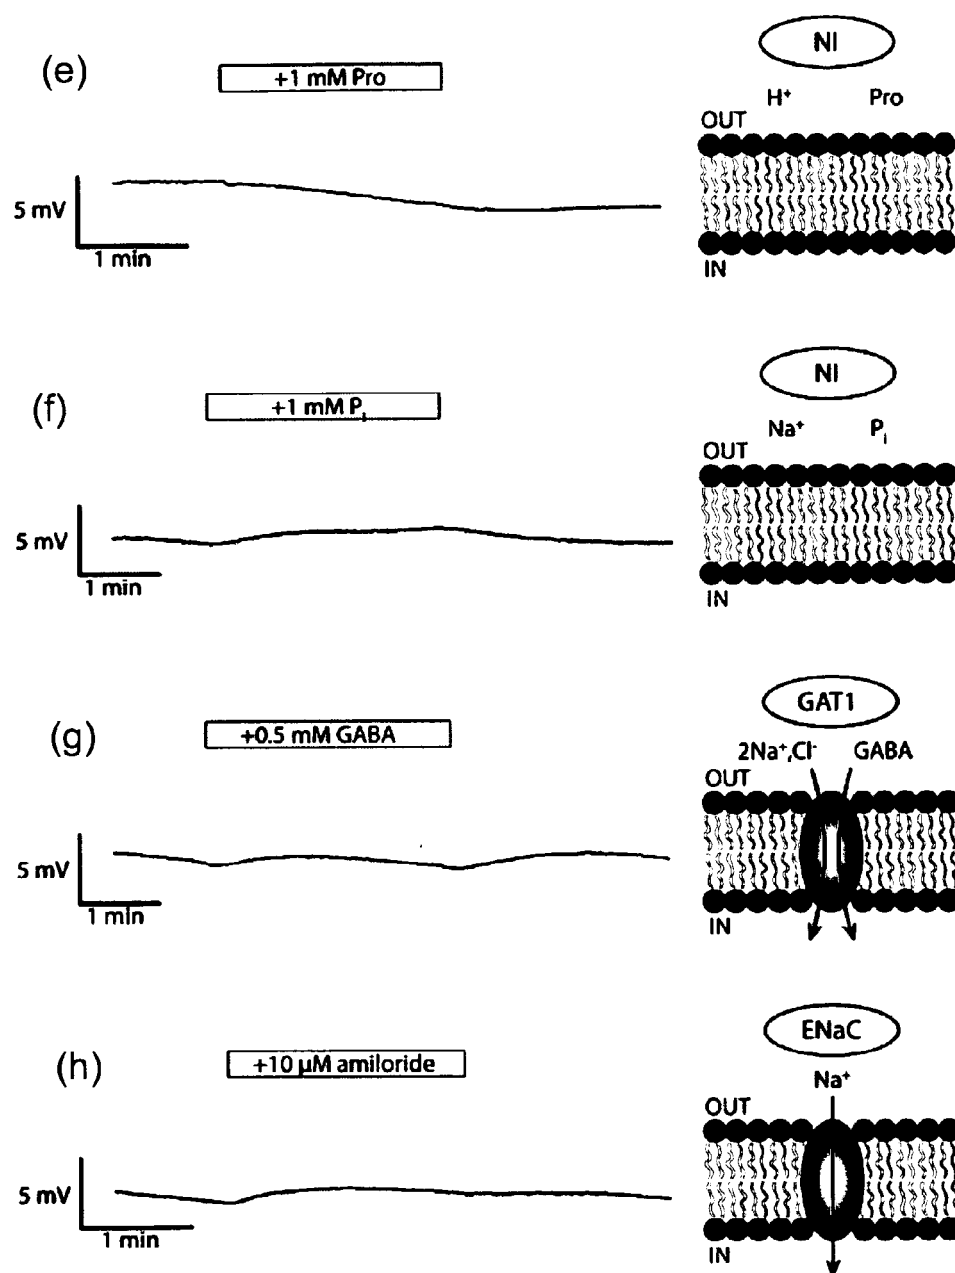 (e)
+1 mM Pro
5 mV
1 min
NI
H⁺ Pro
OUT
IN
(f)
+1 mM Pᵢ
5 mV
1 min
NI
Na⁺ Pᵢ
OUT
IN
(g)
+0.5 mM GABA
5 mV
1 min
GAT1
2Na⁺,Cl⁻ GABA
OUT
IN
(h)
+10 µM amiloride
5 mV
1 min
ENaC
Na⁺
OUT
IN